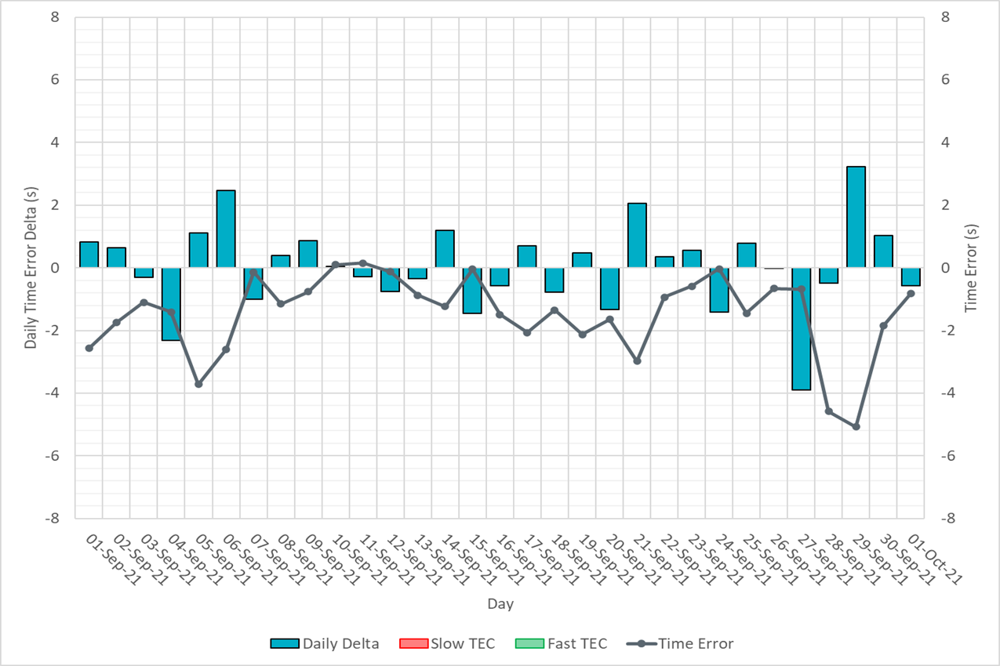 8
6
4
2
0
-2
-4
-6
-8
Daily Time Error Delta (s)
8
6
4
2
0
-2
-4
-6
-8
Time Error (s)
01-Sep-21
02-Sep-21
03-Sep-21
04-Sep-21
05-Sep-21
06-Sep-21
07-Sep-21
08-Sep-21
09-Sep-21
10-Sep-21
11-Sep-21
12-Sep-21
13-Sep-21
14-Sep-21
15-Sep-21
16-Sep-21
17-Sep-21
18-Sep-21
19-Sep-21
20-Sep-21
21-Sep-21
22-Sep-21
23-Sep-21
24-Sep-21
25-Sep-21
26-Sep-21
27-Sep-21
28-Sep-21
29-Sep-21
30-Sep-21
01-Oct-21
Day
Daily Delta Slow TEC Fast TEC Time Error